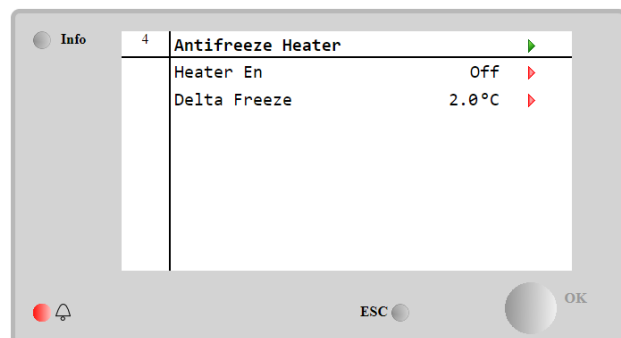 Info
4 Antifreeze Heater
Heater En Off
Delta Freeze 2.0°C
ESC
OK